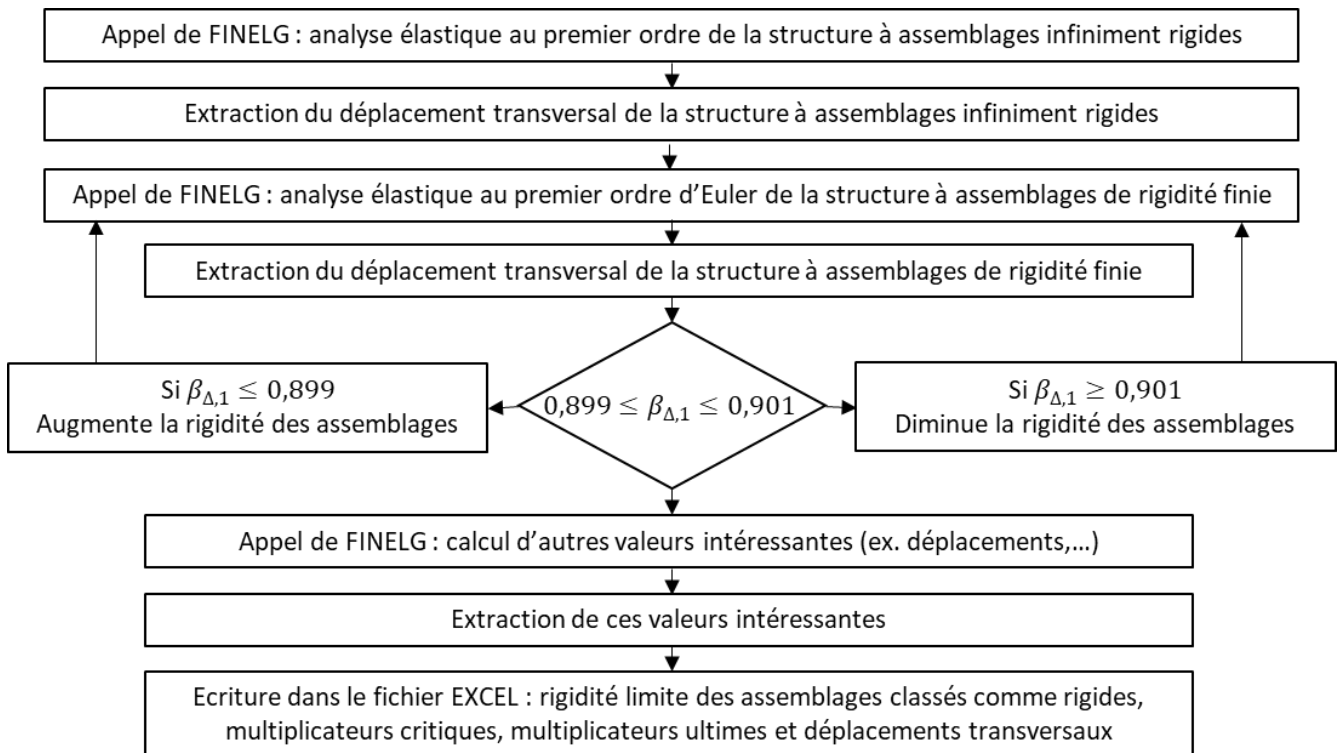 Appel de FINELG : analyse élastique au premier ordre de la structure à assemblages infiniment rigides
Extraction du déplacement transversal de la structure à assemblages infiniment rigides
Appel de FINELG : analyse élastique au premier ordre d’Euler de la structure à assemblages de rigidité finie
Extraction du déplacement transversal de la structure à assemblages de rigidité finie
Si β_Δ,1 ≤ 0,899
Augmente la rigidité des assemblages
0,899 ≤ β_Δ,1 ≤ 0,901
Si β_Δ,1 ≥ 0,901
Diminue la rigidité des assemblages
Appel de FINELG : calcul d’autres valeurs intéressantes (ex. déplacements,…)
Extraction de ces valeurs intéressantes
Ecriture dans le fichier EXCEL : rigidité limite des assemblages classés comme rigides,
multiplicateurs critiques, multiplicateurs ultimes et déplacements transversaux